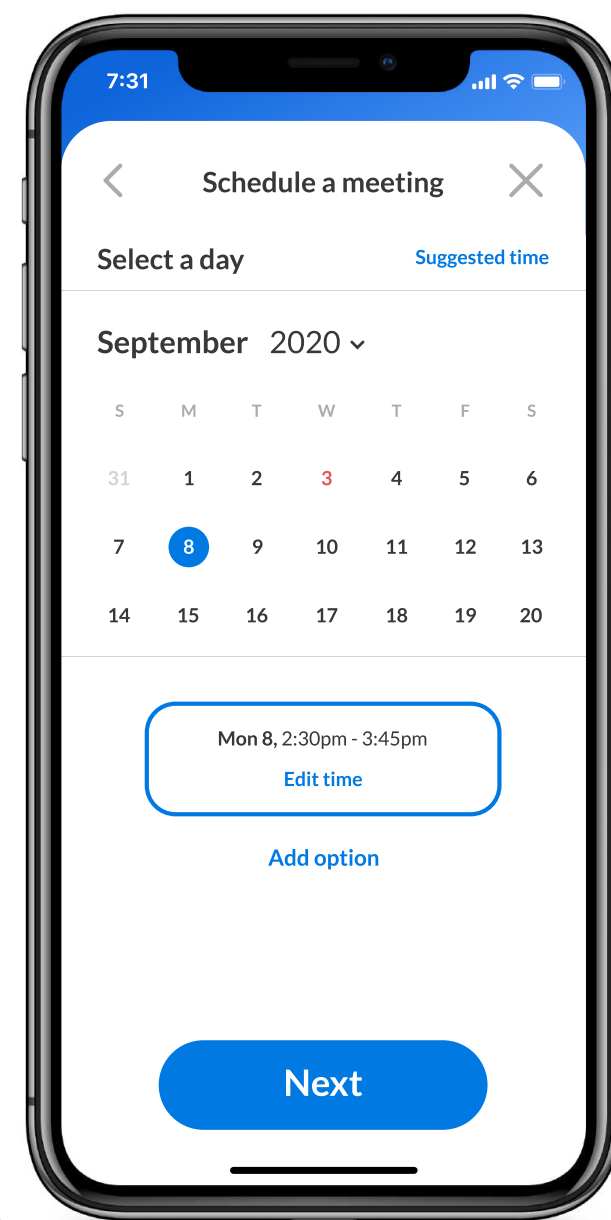 7:31
Schedule a meeting
Select a day Suggested time
September 2020
S M T W T F S
31 1 2 3 4 5 6
7 8 9 10 11 12 13
14 15 16 17 18 19 20
Mon 8, 2:30pm - 3:45pm
Edit time
Add option
Next